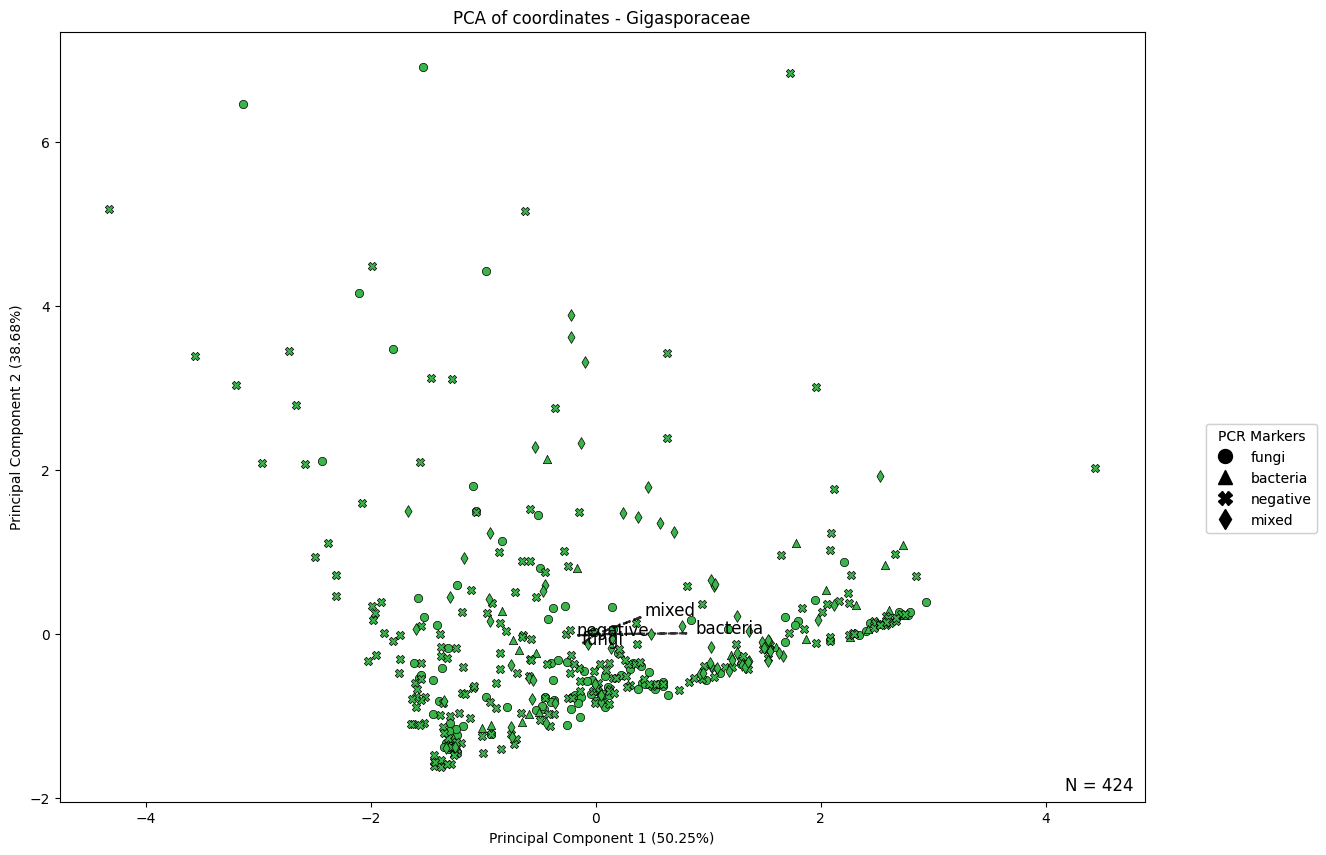 PCA of coordinates - Gigasporaceae
Principal Component 2 (38.68%)
6
4
2
0
−2
mixed
negative
bacteria
fungi
N = 424
−4
−2
0
2
4
Principal Component 1 (50.25%)
PCR Markers
fungi
bacteria
negative
mixed